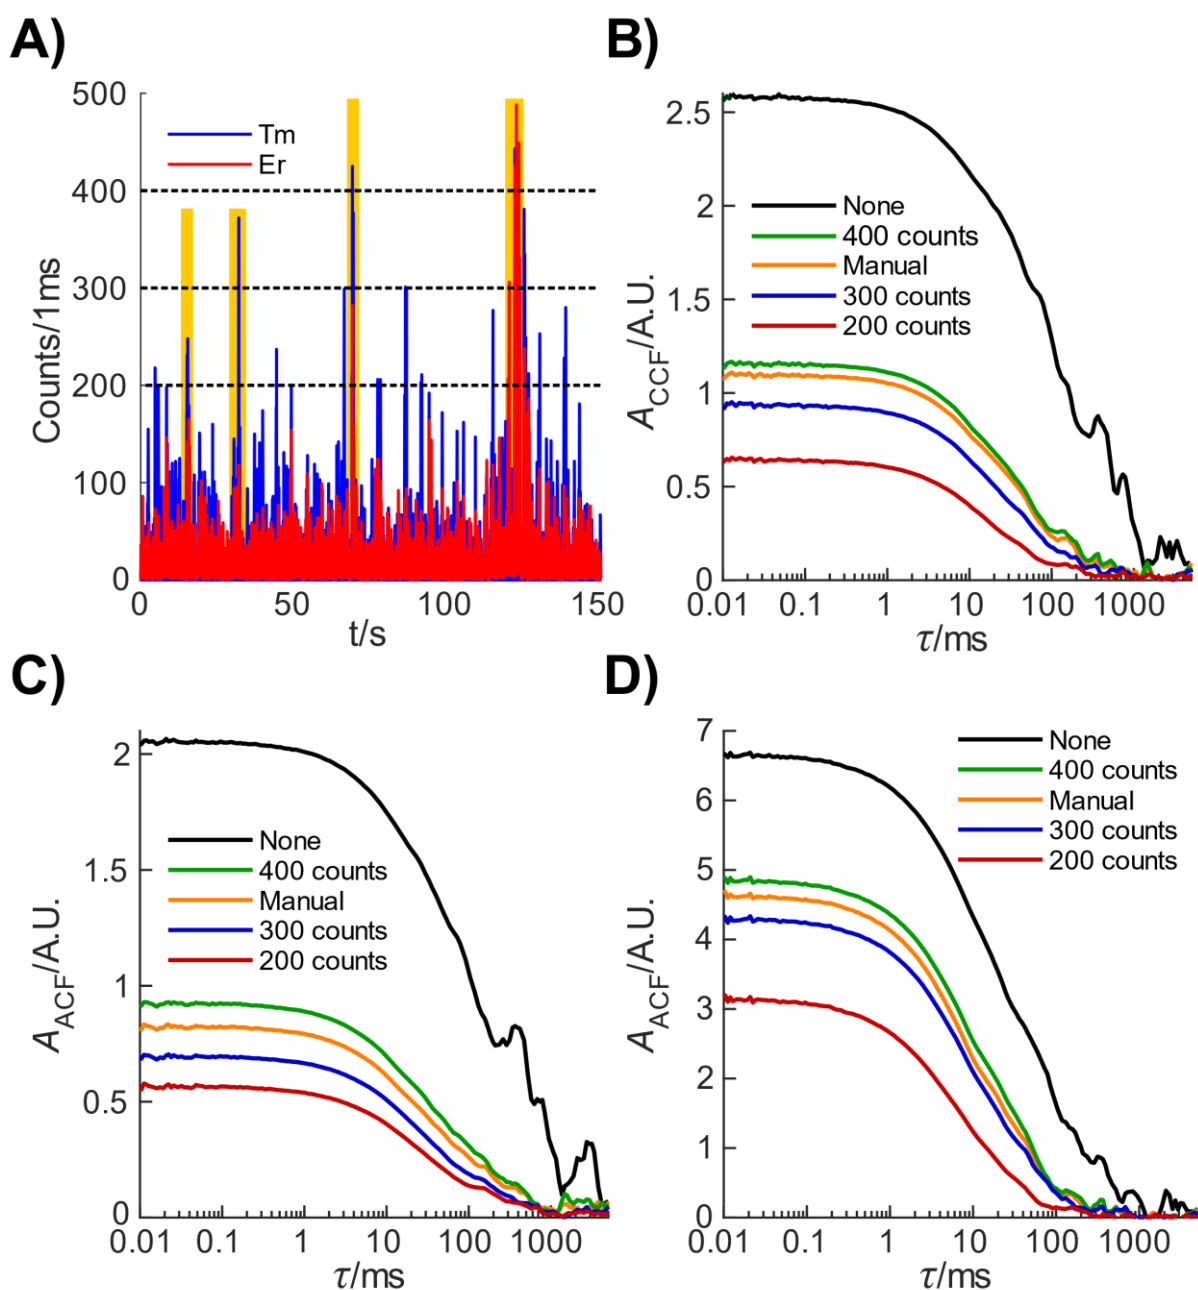 A)
500
400
300
200
100
0
Counts/1ms
Tm
Er
0
50
100
150
t/s
B)
2.5
2
1.5
1
0.5
0
A_CCF/A.U.
None
400 counts
Manual
300 counts
200 counts
0.01
0.1
1
10
100
1000
τ/ms
C)
2
1.5
1
0.5
0
A_ACF/A.U.
None
400 counts
Manual
300 counts
200 counts
0.01
0.1
1
10
100
1000
τ/ms
D)
7
6
5
4
3
2
1
0
A_ACF/A.U.
None
400 counts
Manual
300 counts
200 counts
0.01
0.1
1
10
100
1000
τ/ms